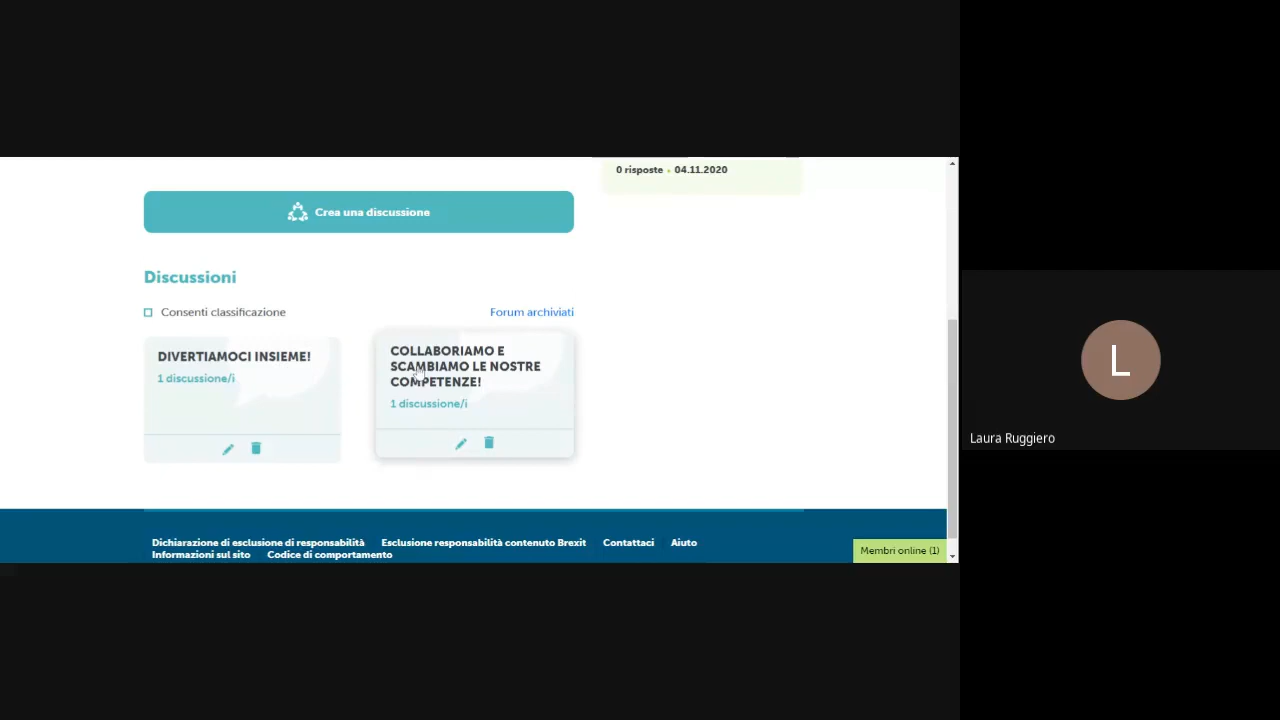 0 risposte • 04.11.2020
Crea una discussione
Discussioni
Consenti classificazione
Forum archiviati
DIVERTIAMOCI INSIEME!
1 discussione/i
COLLABORIAMO E
SCAMBIAMO LE NOSTRE
COMPETENZE!
1 discussione/i
Dichiarazione di esclusione di responsabilità Esclusione responsabilità contenuto Brexit Contattaci Aiuto
Informazioni sul sito Codice di comportamento
Membri online (1)
L
Laura Ruggiero